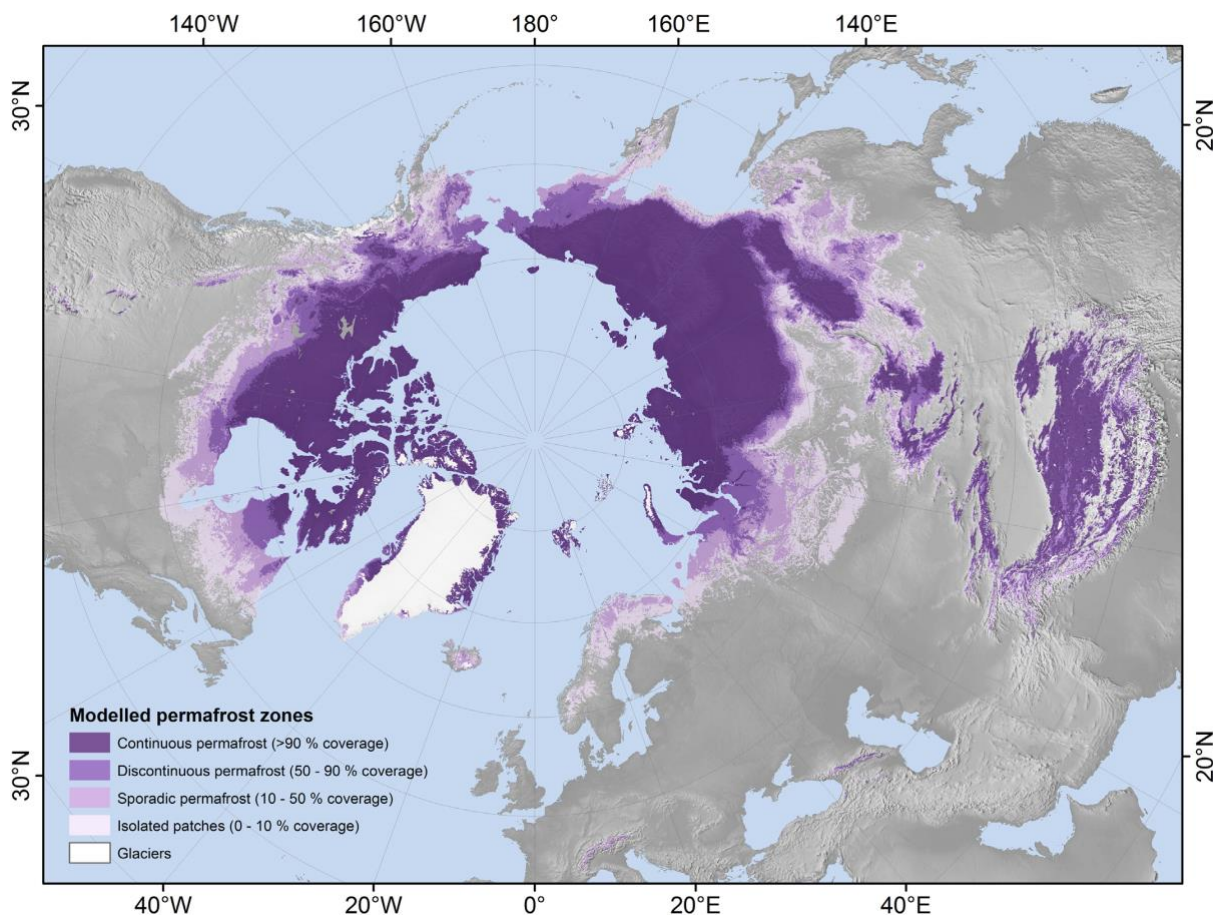 140°W 160°W 180° 160°E 140°E
30°N
20°N
Modelled permafrost zones
Continuous permafrost (>90 % coverage)
Discontinuous permafrost (50 - 90 % coverage)
Sporadic permafrost (10 - 50 % coverage)
Isolated patches (0 - 10 % coverage)
Glaciers
30°N
20°N
40°W 20°W 0° 20°E 40°E